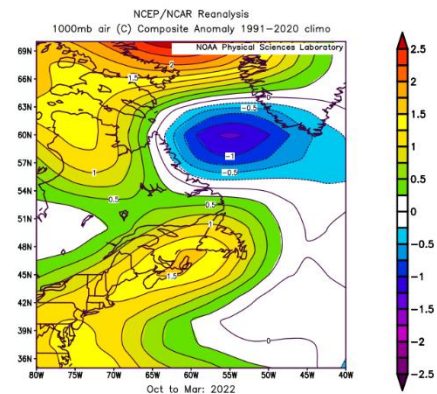 NCEP/NCAR Reanalysis
1000mb air (C) Composite Anomaly 1991-2020 climo
NOAA Physical Sciences Laboratory
69N
66N
63N
60N
57N
54N
51N
48N
45N
42N
39N
36N
80W 75W 70W 65W 60W 55W 50W 45W 40W
2
1.5
0
-0.5
-1
1
-0.5
0.5
0.5
1
1.5
0
2.5
2
1.5
1
0.5
0
-0.5
-1
-1.5
-2
-2.5
Oct to Mar: 2022